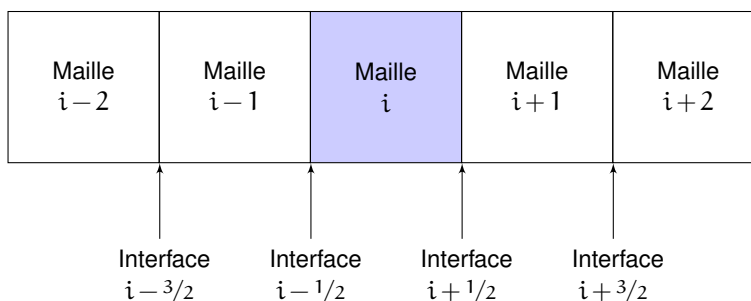 Maille Maille Maille Maille Maille
i−2 i−1 i i+1 i+2
Interface Interface Interface Interface
i−3/2 i−1/2 i+1/2 i+3/2